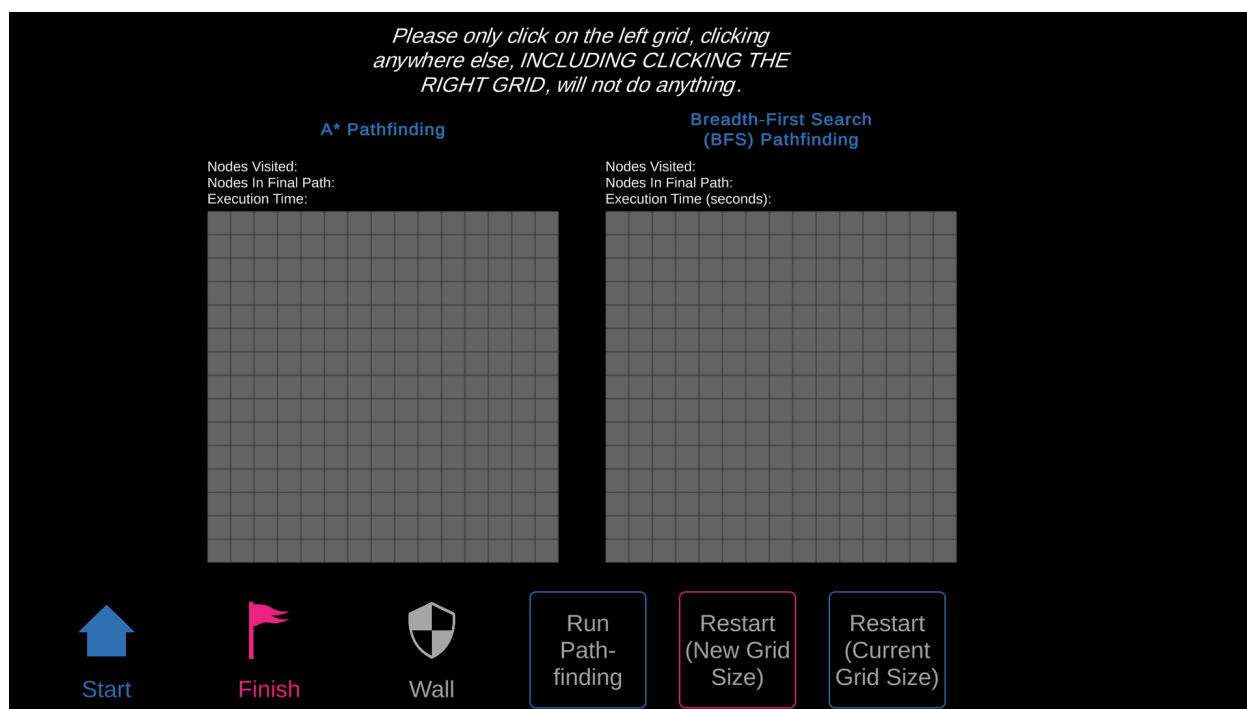 Please only click on the left grid, clicking
anywhere else, INCLUDING CLICKING THE
RIGHT GRID, will not do anything.
A* Pathfinding
Nodes Visited:
Nodes In Final Path:
Execution Time:
Breadth-First Search
(BFS) Pathfinding
Nodes Visited:
Nodes In Final Path:
Execution Time (seconds):
Start
Finish
Wall
Run
Path-
finding
Restart
(New Grid
Size)
Restart
(Current
Grid Size)